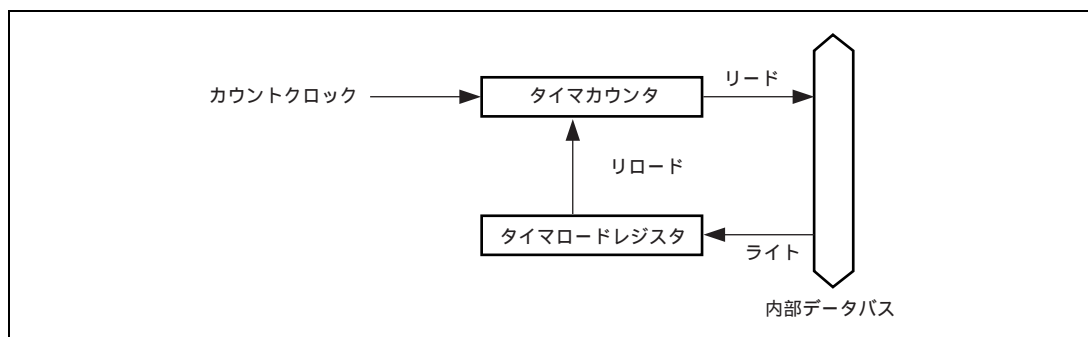 カウントクロック
タイマカウンタ
リード
リロード
タイマロードレジスタ
ライト
内部データバス